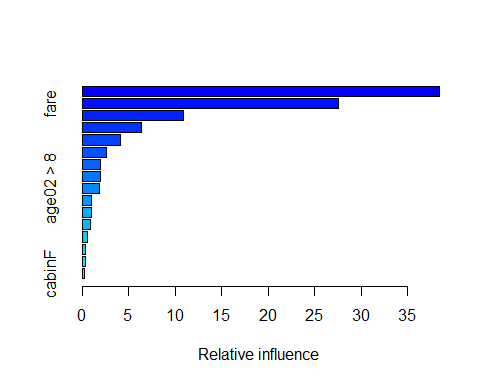 fare
age02 > 8
cabinF
0 5 10 15 20 25 30 35
Relative influence